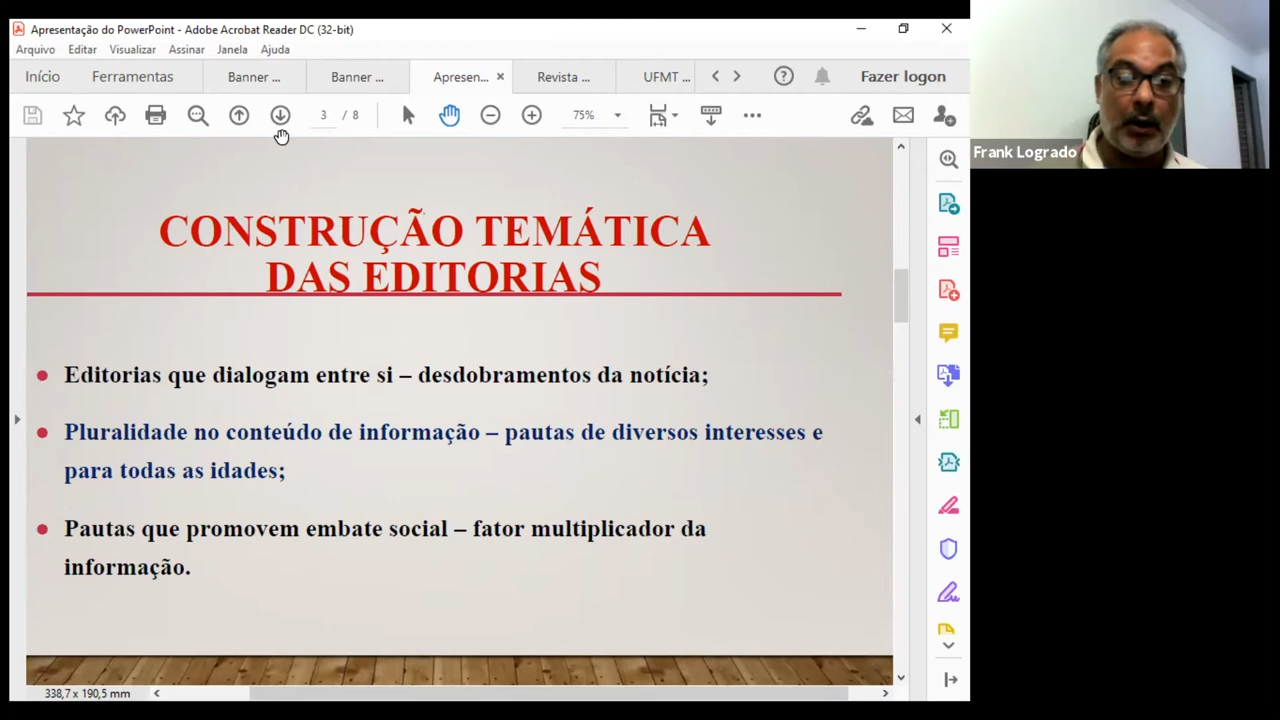 Apresentação do PowerPoint - Adobe Acrobat Reader DC (32-bit)
Arquivo Editar Visualizar Assinar Janela Ajuda
Início Ferramentas Banner ... Banner ... Apresen... Revista ... UFMT ... Fazer logon
3 / 8 75%
Frank Logrado
CONSTRUÇÃO TEMÁTICA
DAS EDITORIAS
Editorias que dialogam entre si – desdobramentos da notícia;
Pluralidade no conteúdo de informação – pautas de diversos interesses e
para todas as idades;
Pautas que promovem embate social – fator multiplicador da
informação.
338,7 x 190,5 mm